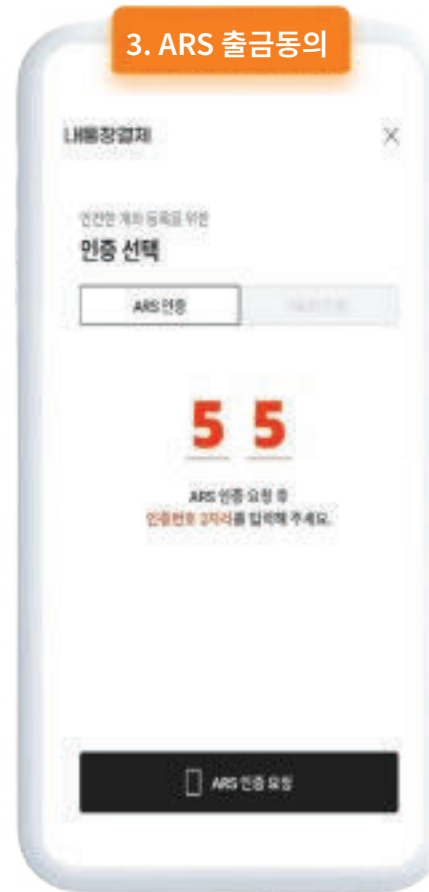 3. ARS 출금동의
내통장결제
안전한 계좌 등록을 위한
인증 선택
ARS 인증
5 5
ARS 인증 요청 후
인증번호 2자리를 입력해 주세요.
ARS 인증 요청